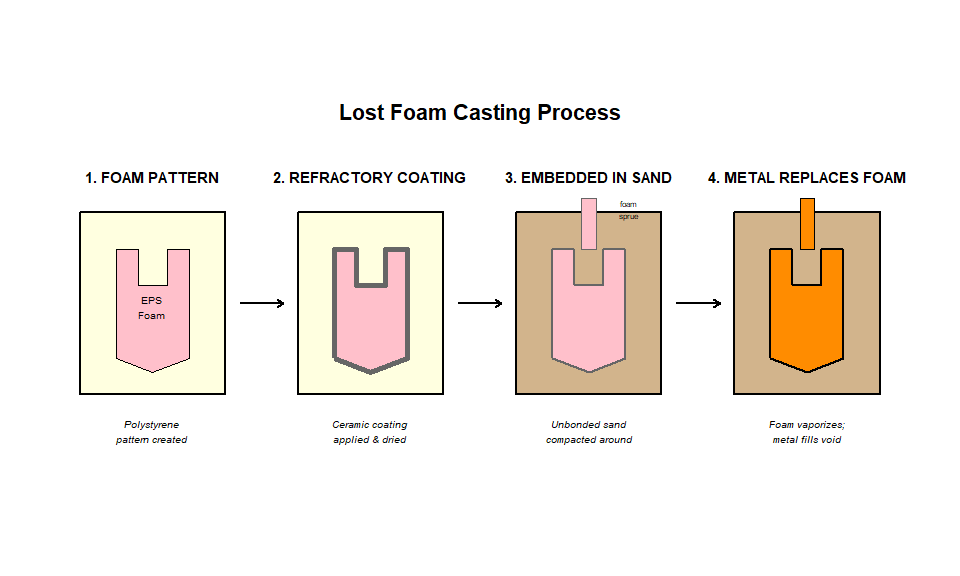 Lost Foam Casting Process
1. FOAM PATTERN
2. REFRACTORY COATING
3. EMBEDDED IN SAND
4. METAL REPLACES FOAM
foam
sprue
EPS
Foam
Polystyrene
pattern created
Ceramic coating
applied & dried
Unbonded sand
compacted around
Foam vaporizes;
metal fills void